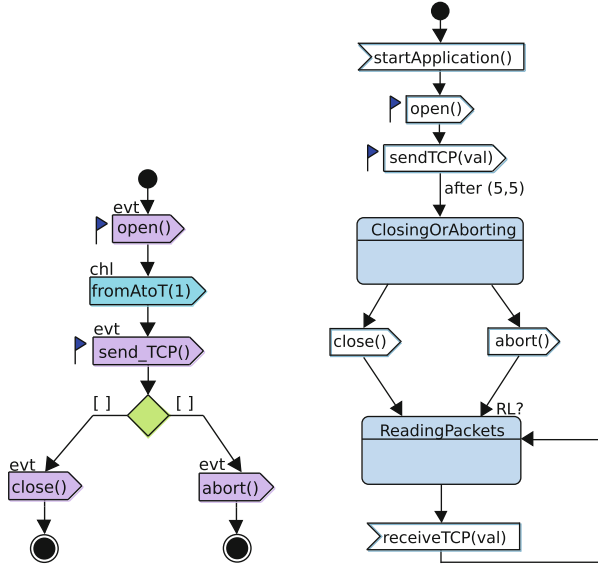 evt
open()
chl
fromAtoT(1)
evt
send_TCP()
[ ]
[ ]
evt
close()
evt
abort()
startApplication()
open()
sendTCP(val)
after (5,5)
ClosingOrAborting
close()
abort()
RL?
ReadingPackets
receiveTCP(val)